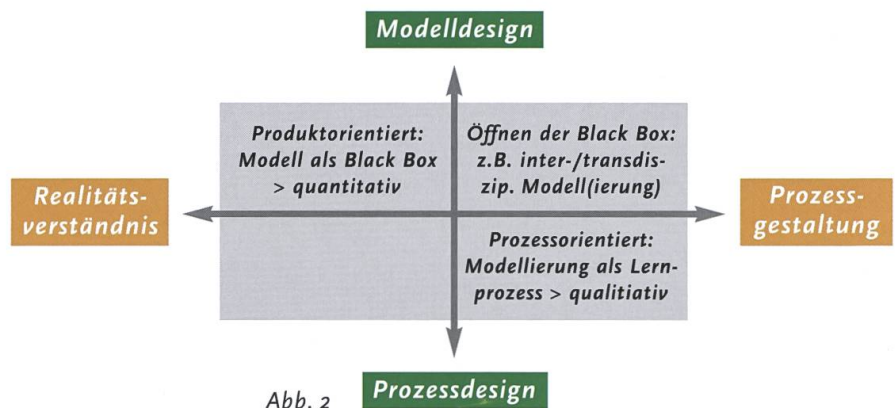 Modelldesign
Produktorientiert:
Modell als Black Box
> quantitativ
Öffnen der Black Box:
z.B. inter-/transdis-
zip. Modell(ierung)
Realitäts-
verständnis
Prozess-
gestaltung
Prozessorientiert:
Modellierung als Lern-
prozess > qualitiativ
Abb. 2
Prozessdesign